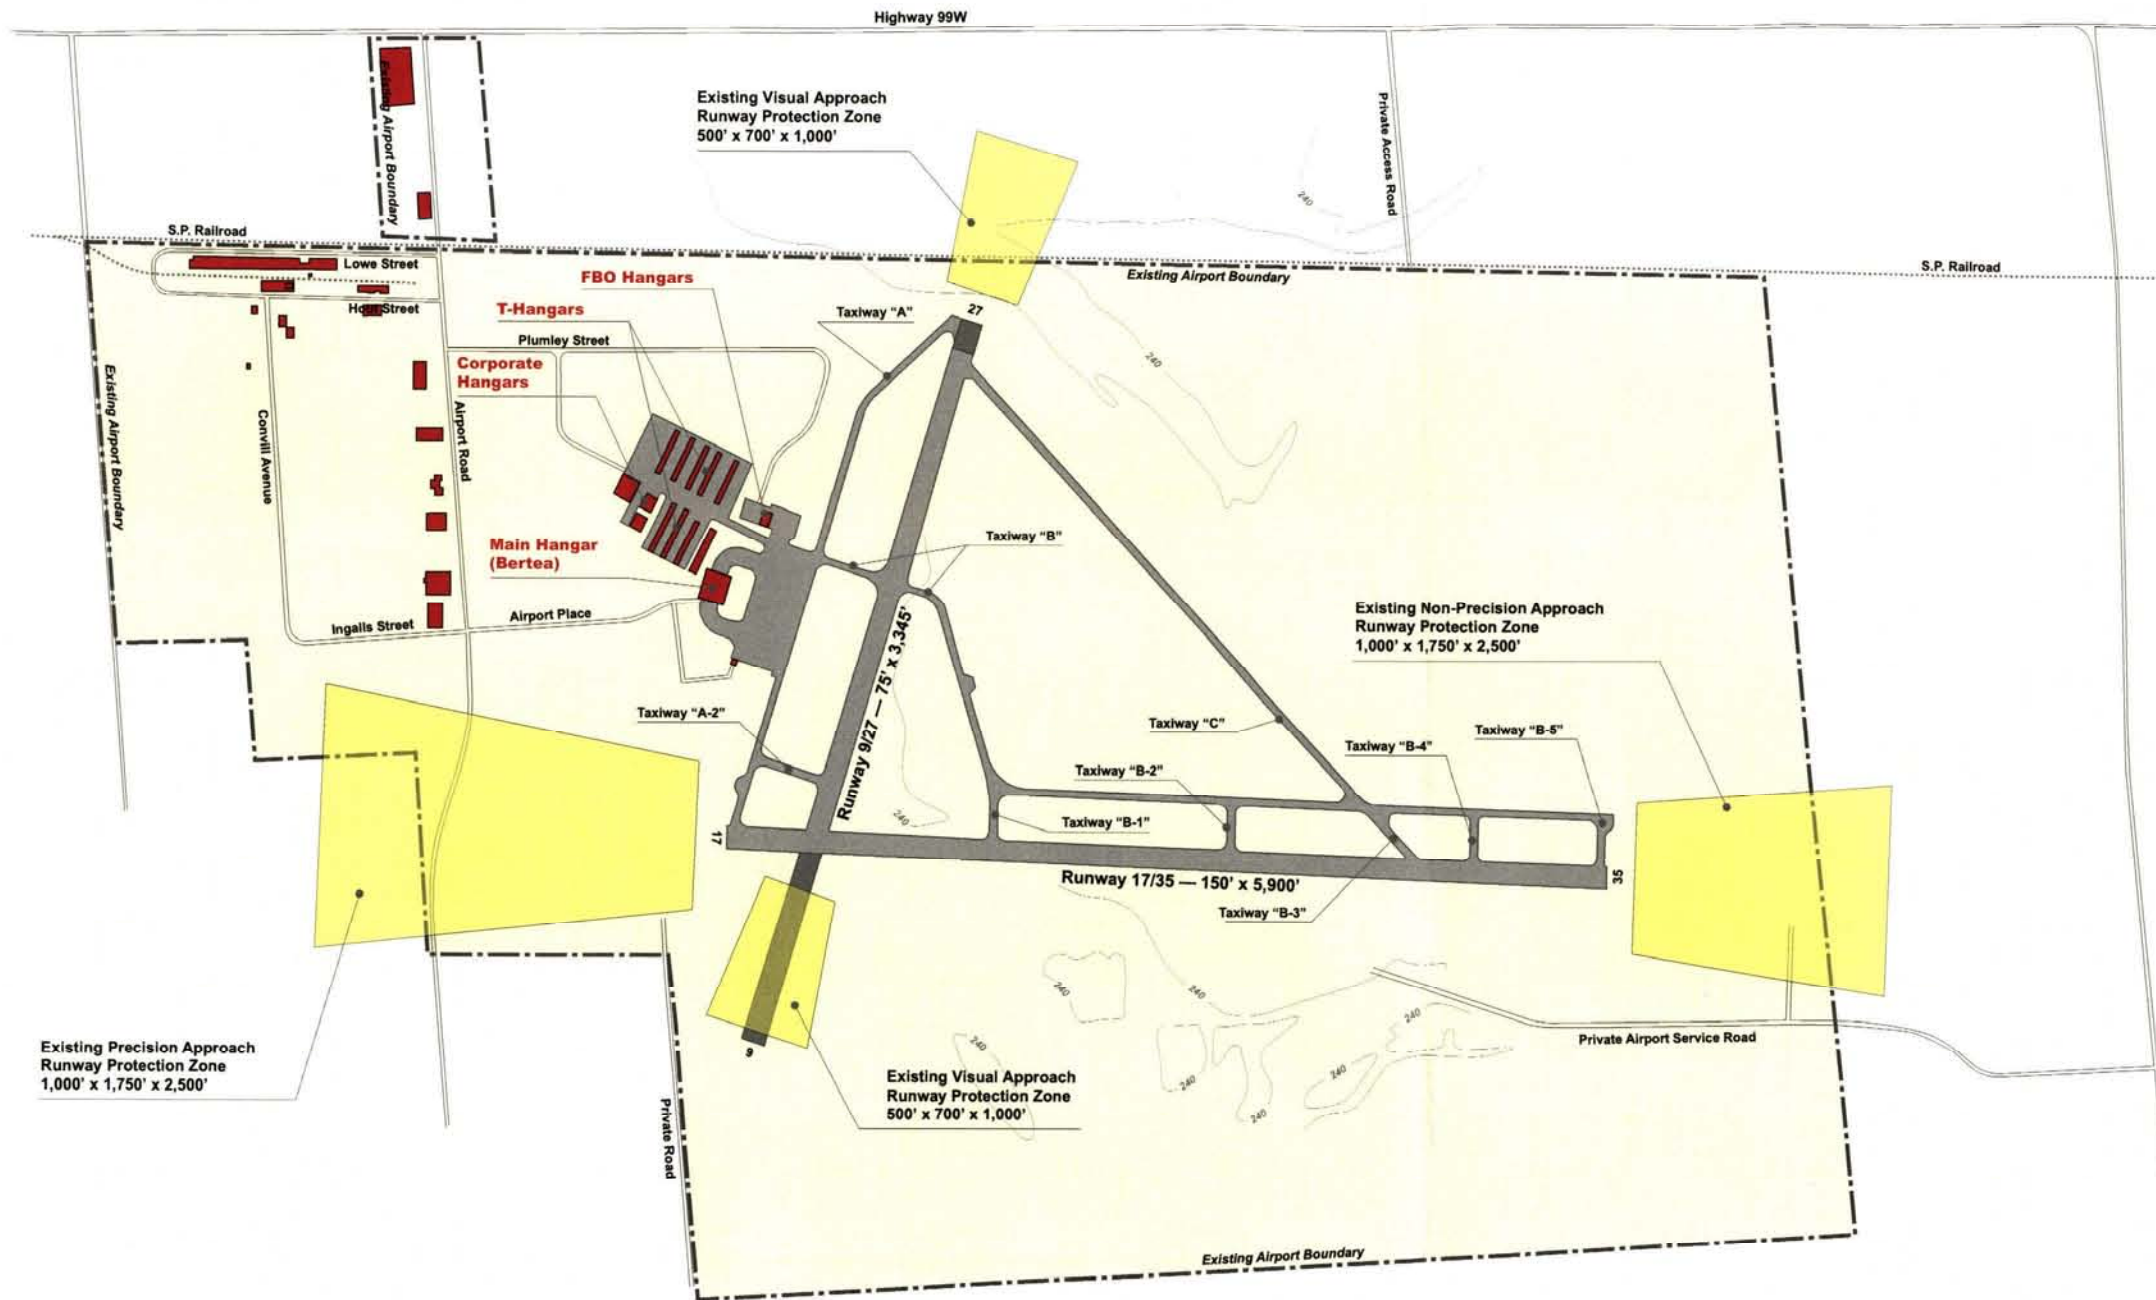 Highway 99W
Existing Airport Boundary
Existing Visual Approach
Runway Protection Zone
500' x 700' x 1,000'
Private Access Road
240
S.P. Railroad
Lowe Street
Existing Airport Boundary
S.P. Railroad
FBO Hangars
T-Hangars
Street
Taxiway "A"
27
Plumley Street
240
Corporate
Hangars
Existing Airport Boundary
Convill Avenue
Airport Road
Taxiway "B"
Main Hangar
(Bertea)
Airport Place
Ingalls Street
Existing Non-Precision Approach
Runway Protection Zone
1,000' x 1,750' x 2,500'
Runway 9/27 — 75' x 3,345'
Taxiway "A-2"
Taxiway "C"
Taxiway "B-5"
Taxiway "B-4"
Taxiway "B-2"
240
Taxiway "B-1"
17
35
Runway 17/35 — 150' x 5,900'
Taxiway "B-3"
240
240
240
240
Private Airport Service Road
9
Existing Precision Approach
Runway Protection Zone
1,000' x 1,750' x 2,500'
240
240
240
Existing Visual Approach
Runway Protection Zone
500' x 700' x 1,000'
Private Road
Existing Airport Boundary